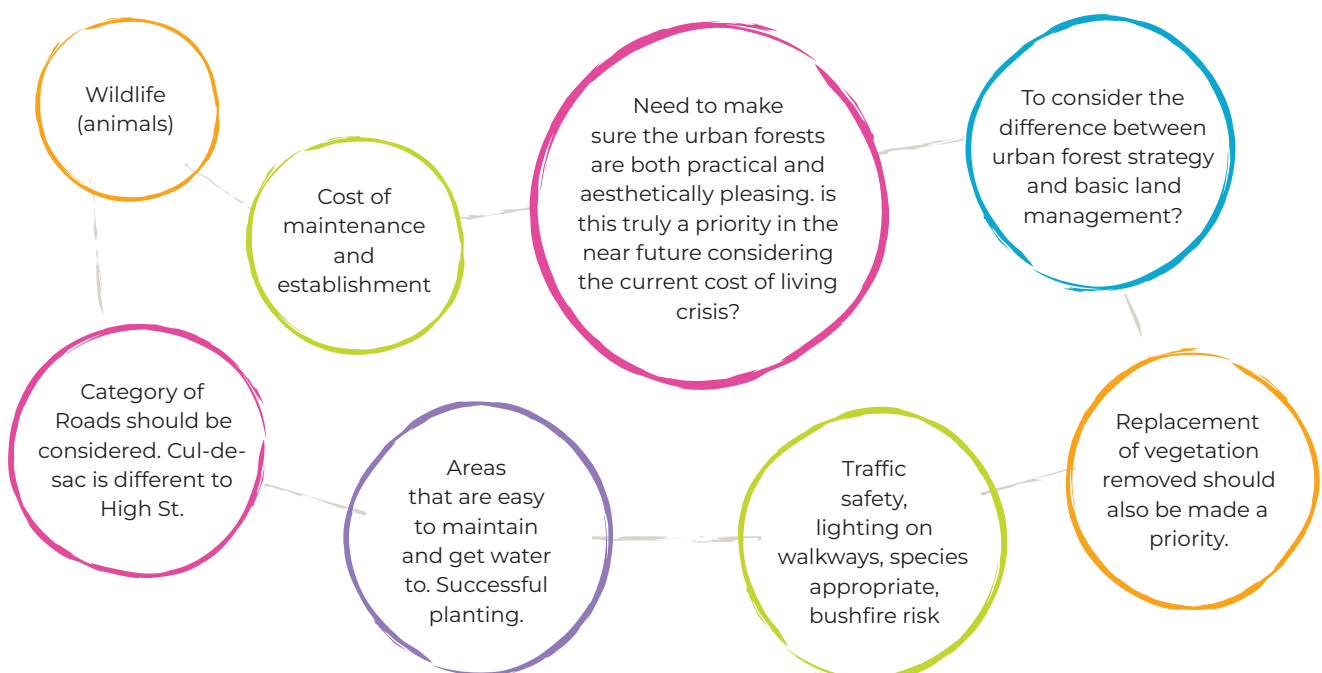 Wildlife
(animals)
Cost of
maintenance
and
establishment
Need to make
sure the urban forests
are both practical and
aesthetically pleasing. is
this truly a priority in the
near future considering
the current cost of living
crisis?
To consider the
difference between
urban forest strategy
and basic land
management?
Category of
Roads should be
considered. Cul-de-
sac is different to
High St.
Areas
that are easy
to maintain
and get water
to. Successful
planting.
Traffic
safety,
lighting on
walkways, species
appropriate,
bushfire risk
Replacement
of vegetation
removed should
also be made a
priority.